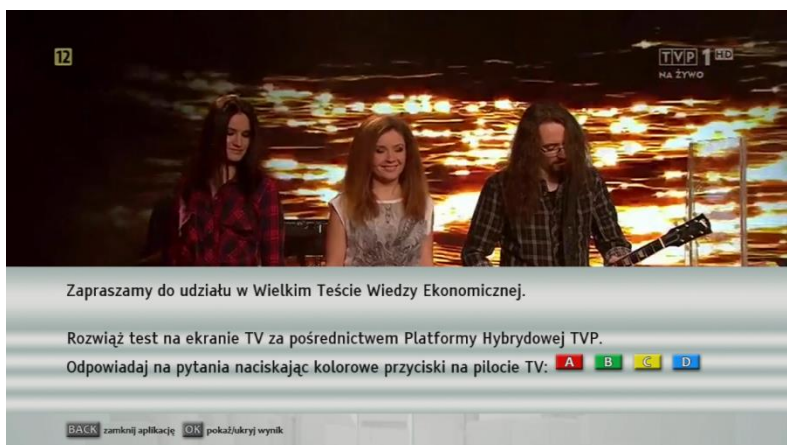 12
TVP 1 HD
NA ŻYWO
Zapraszamy do udziału w Wielkim Teście Wiedzy Ekonomicznej.
Rozwiąż test na ekranie TV za pośrednictwem Platformy Hybrydowej TVP.
Odpowiadaj na pytania naciskając kolorowe przyciski na pilocie TV: A B C D
BACK zamknij aplikację OK pokaż/ukryj wynik